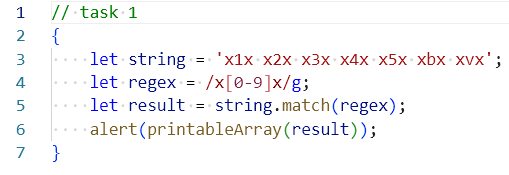 1 // task 1
2 {
3     let string = 'x1x x2x x3x x4x x5x xbx xvx';
4     let regex = /x[0-9]x/g;
5     let result = string.match(regex);
6     alert(printableArray(result));
7 }